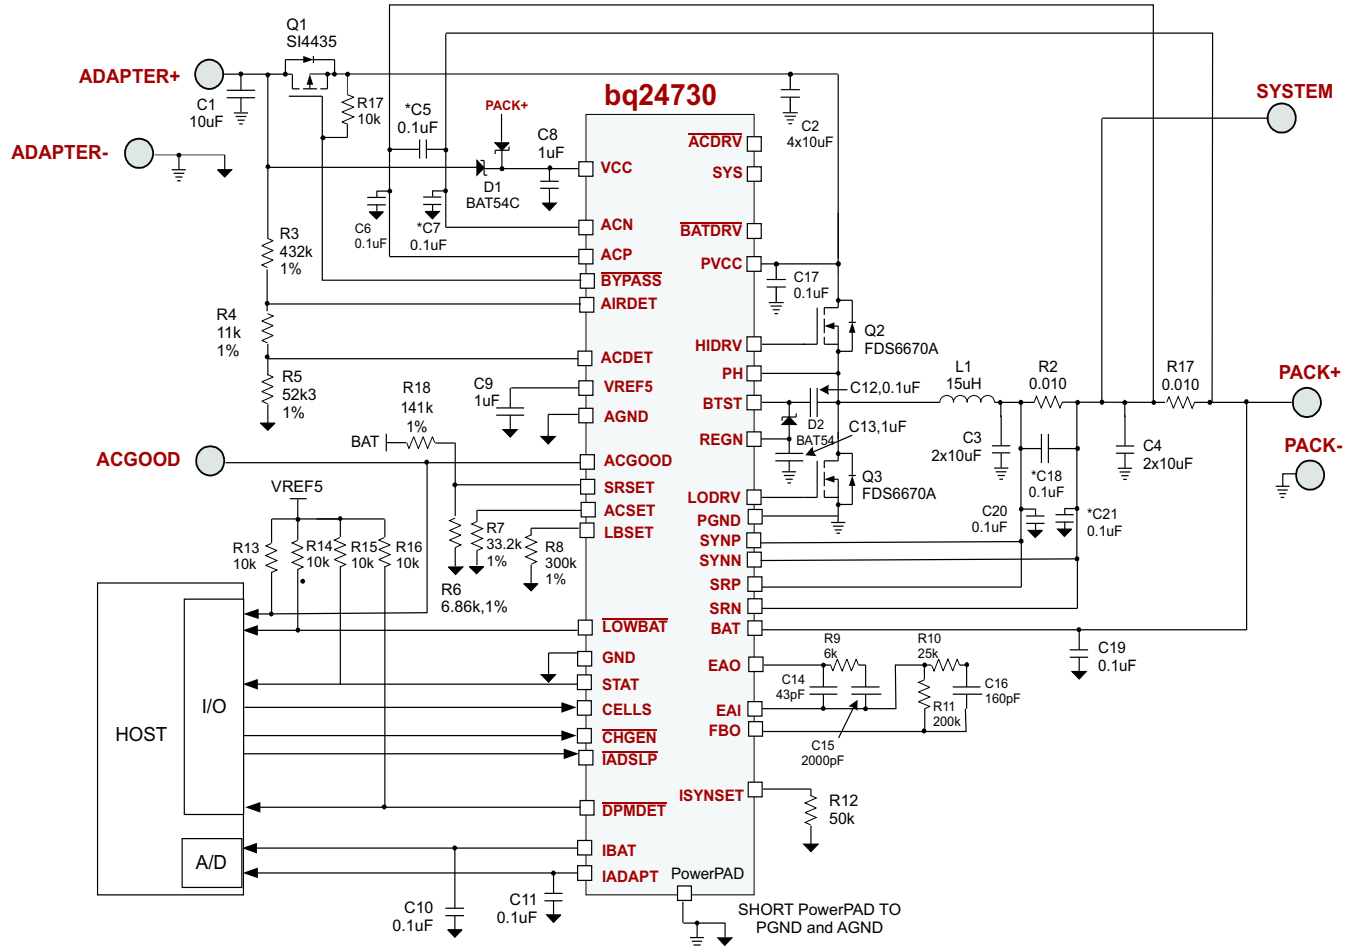 Q1
SI4435
ADAPTER+
C1
10uF
R17
10k
*C5
0.1uF
PACK+
bq24730
C8
1uF
C2
4x10uF
SYSTEM
ADAPTER-
D1
BAT54C
C6
0.1uF
*C7
0.1uF
VCC
ACN
ACP
BYPASS
AIRDET
ACDET
VREF5
AGND
ACGOOD
SRSET
ACSET
LBSET
LOWBAT
GND
STAT
CELLS
CHGEN
IADSLP
DPMDET
IBAT
IADAPT
ACDRV
SYS
BATDRV
PVCC
HIDRV
PH
BTST
REGN
LODRV
PGND
SYNP
SYNN
SRP
SRN
BAT
EAO
EAI
FBO
ISYNSET
PowerPAD
R3
432k
1%
R4
11k
1%
R5
52k3
1%
R18
141k
1%
BAT
C9
1uF
ACGOOD
VREF5
R13
10k
R14
10k
R15
10k
R16
10k
R6
6.86k,1%
R7
33.2k
1%
R8
300k
1%
HOST
I/O
A/D
C10
0.1uF
C11
0.1uF
C17
0.1uF
Q2
FDS6670A
C12,0.1uF
D2
BAT54
C13,1uF
Q3
FDS6670A
L1
15uH
R2
0.010
R17
0.010
PACK+
PACK-
C3
2x10uF
*C18
0.1uF
C4
2x10uF
C20
0.1uF
*C21
0.1uF
C19
0.1uF
R9
6k
C14
43pF
C15
2000pF
R10
25k
R11
200k
C16
160pF
R12
50k
SHORT PowerPAD TO
PGND and AGND